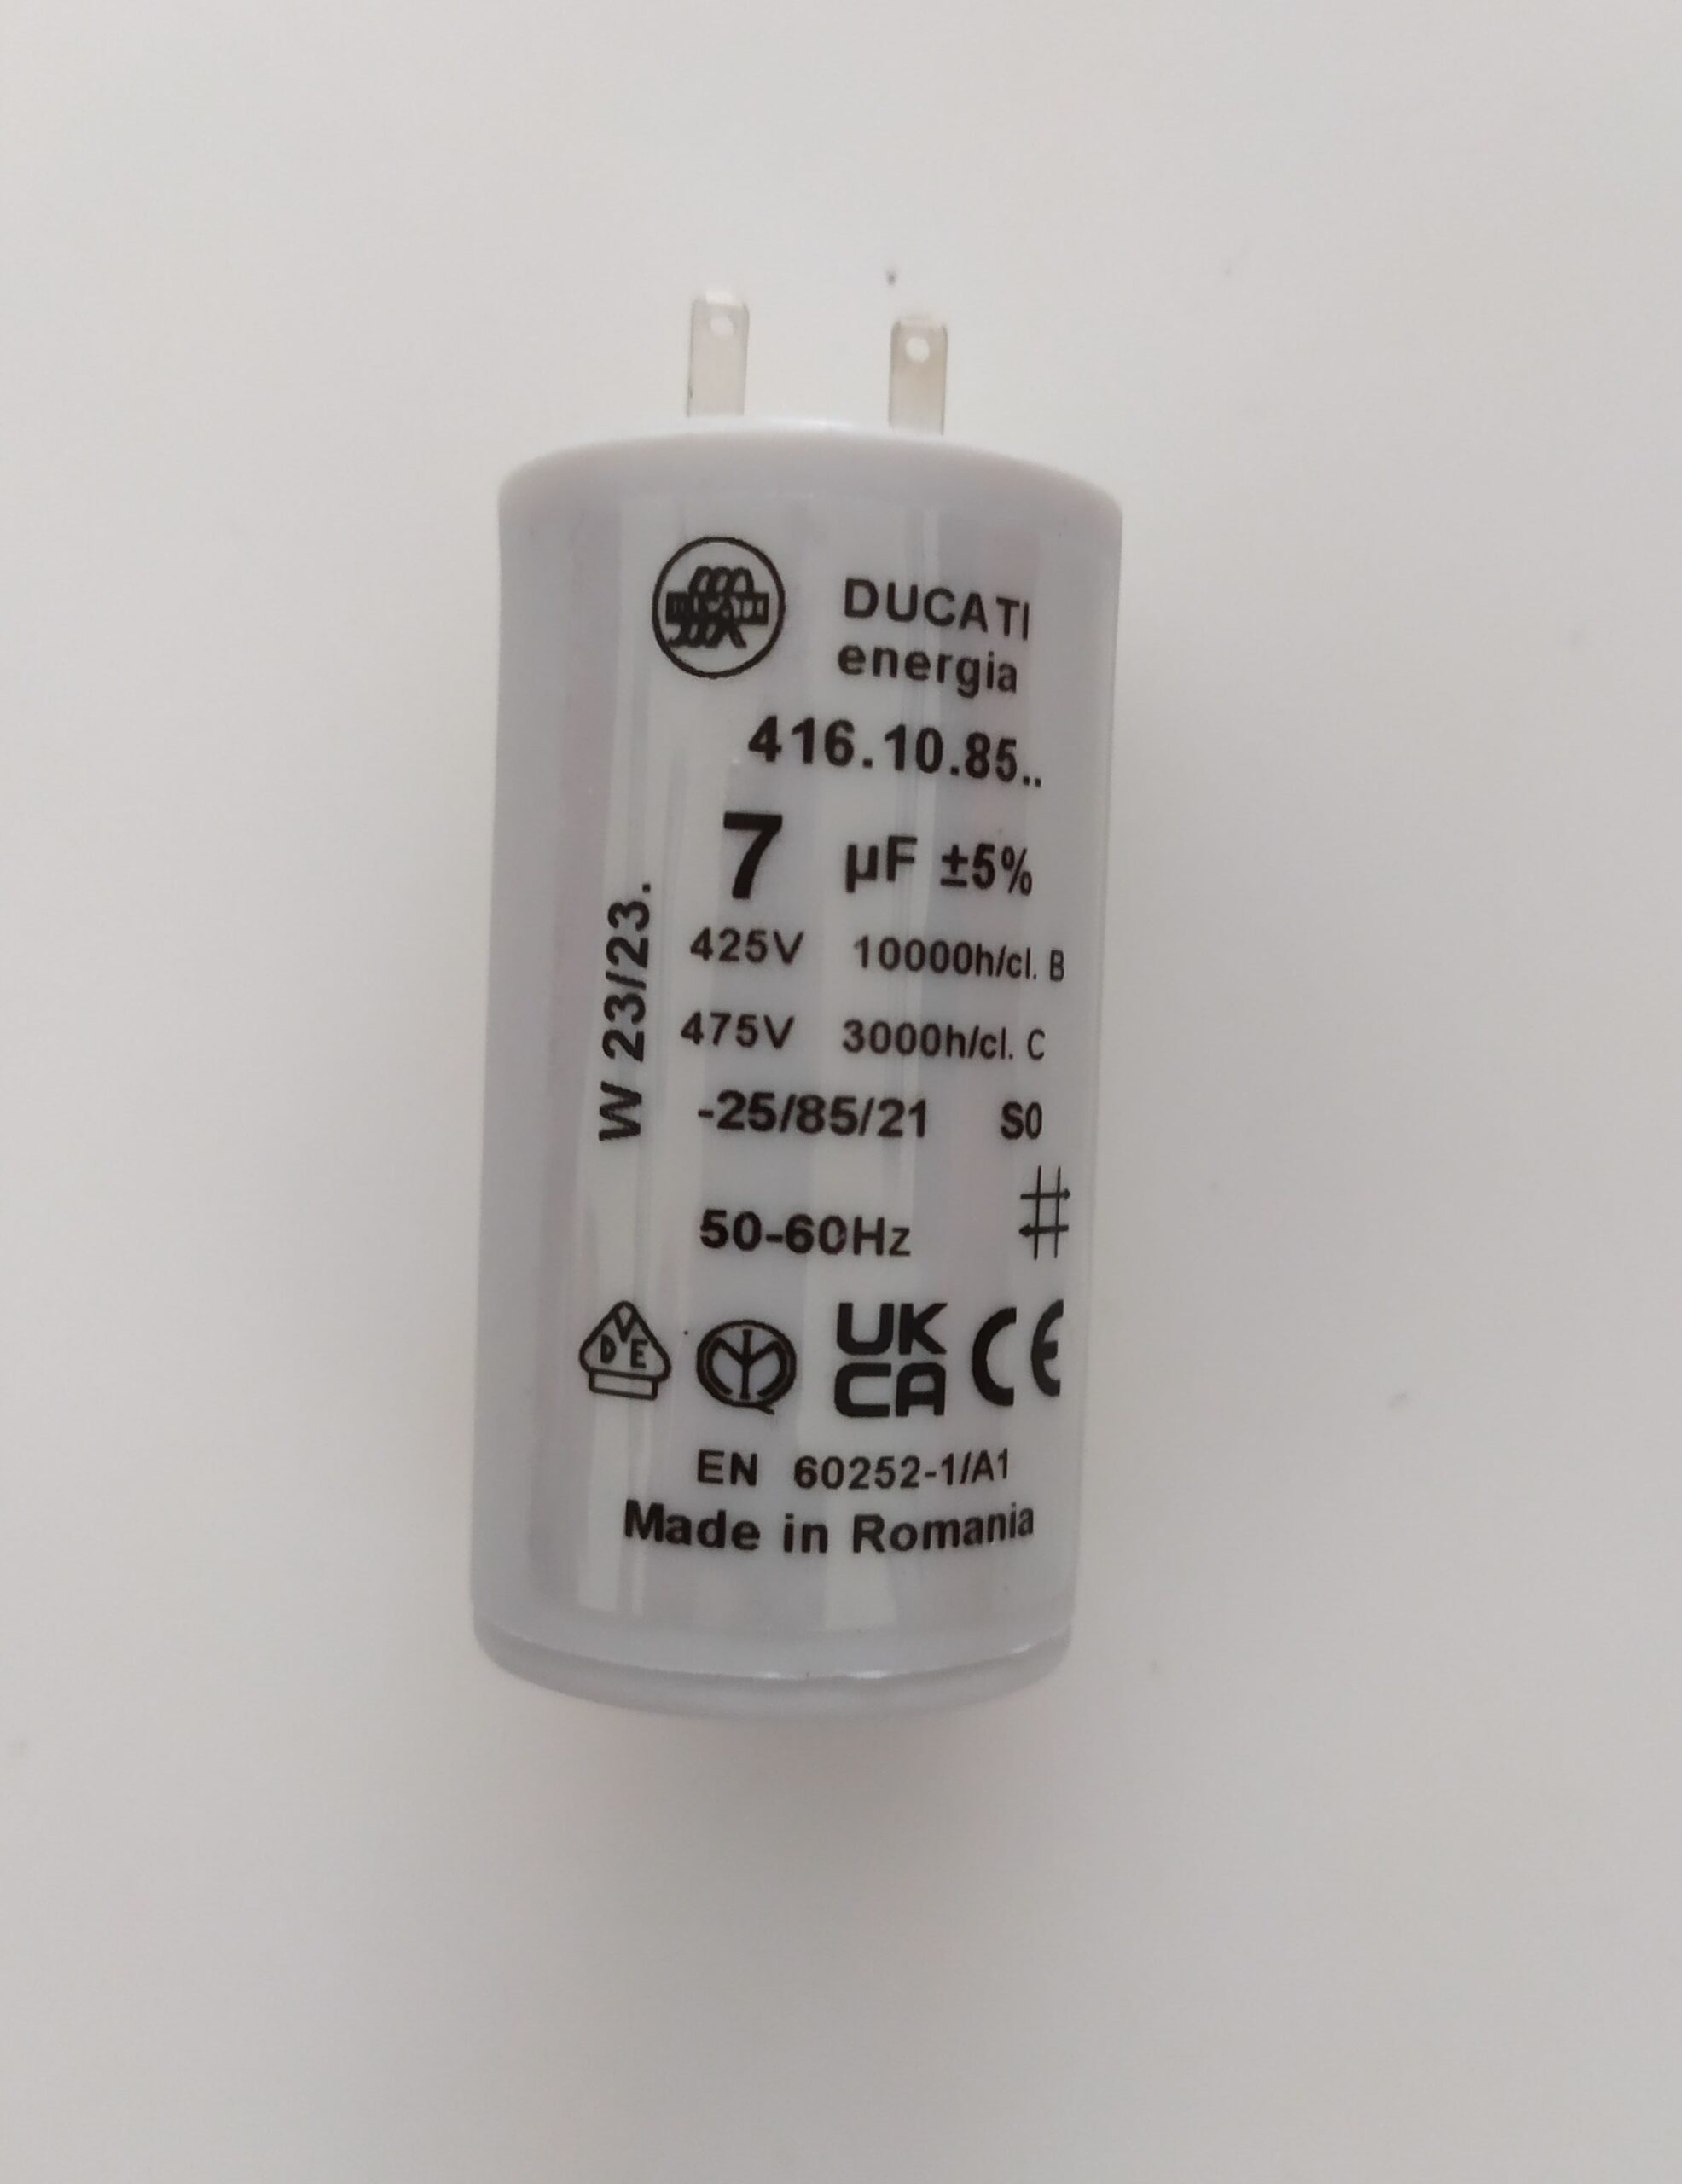 DUCATI
DUCATI
energia
416.10.85..
7 µF ±5%
425V 10000h/cl. B
475V 3000h/cl. C
-25/85/21 S0
W 23/23.
50-60Hz
DVE UK CA CE
EN 60252-1/A1
Made in Romania